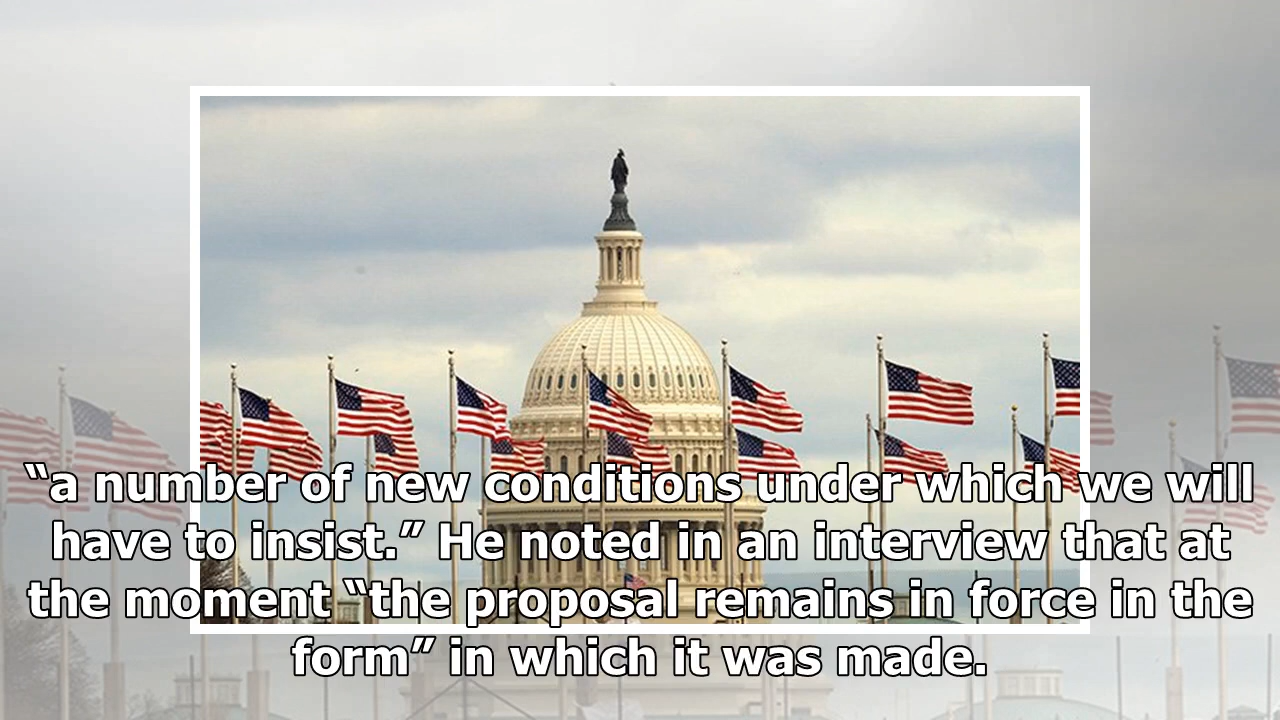 “a number of new conditions under which we will
have to insist.” He noted in an interview that at
the moment “the proposal remains in force in the
form” in which it was made.